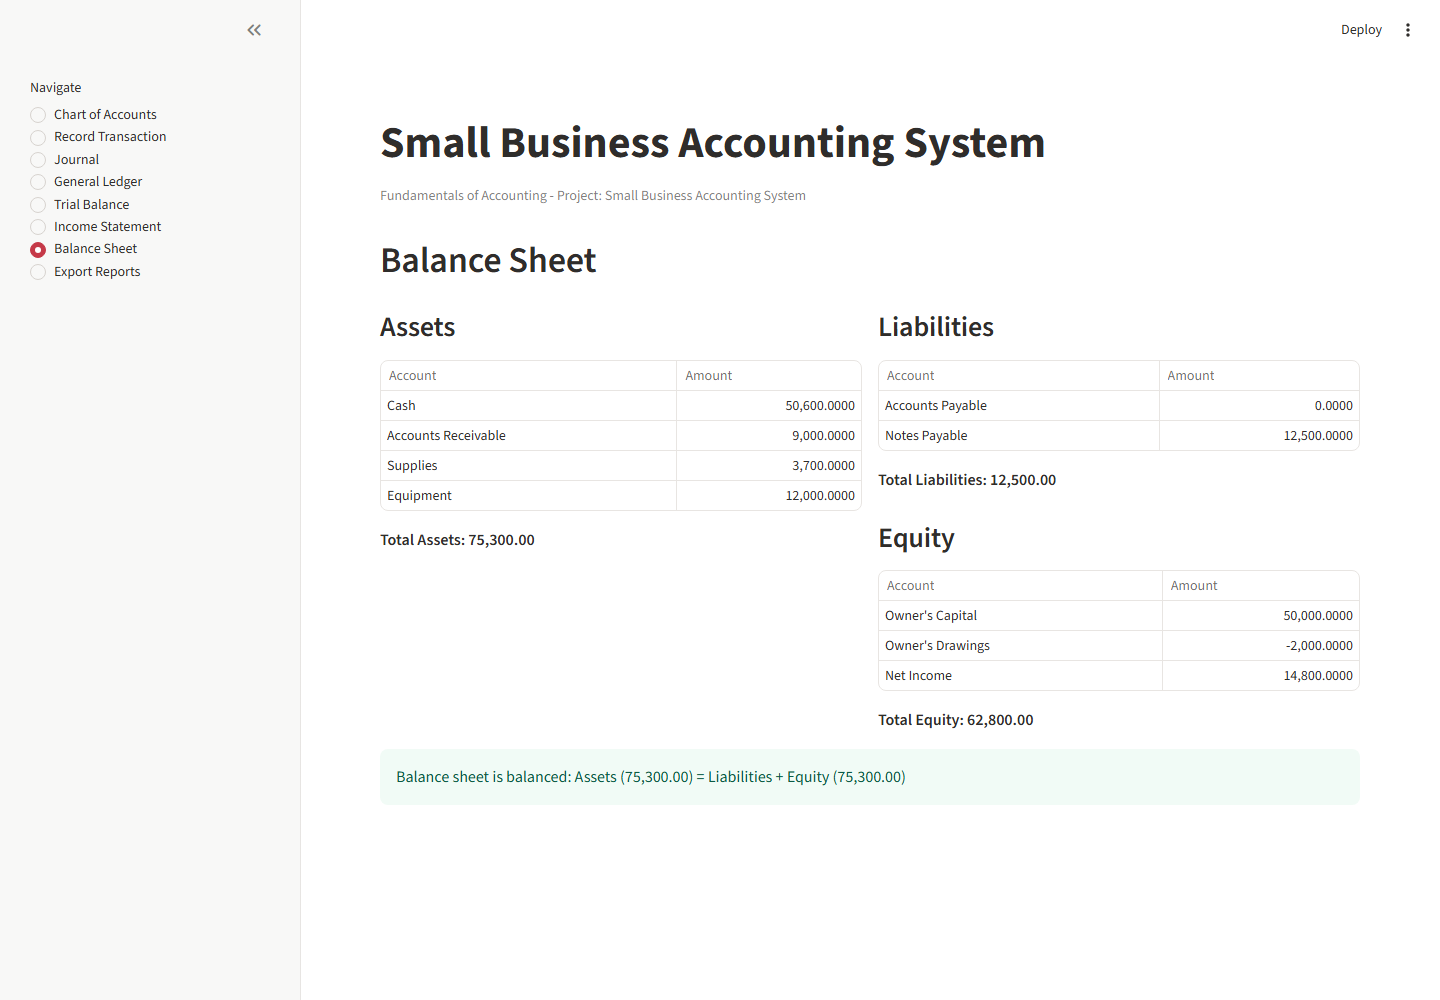 Deploy
Navigate
Chart of Accounts
Record Transaction
Journal
General Ledger
Trial Balance
Income Statement
Balance Sheet
Export Reports
Small Business Accounting System
Fundamentals of Accounting - Project: Small Business Accounting System
Balance Sheet
Assets
Account Amount
Cash 50,600.0000
Accounts Receivable 9,000.0000
Supplies 3,700.0000
Equipment 12,000.0000
Total Assets: 75,300.00
Liabilities
Account Amount
Accounts Payable 0.0000
Notes Payable 12,500.0000
Total Liabilities: 12,500.00
Equity
Account Amount
Owner's Capital 50,000.0000
Owner's Drawings -2,000.0000
Net Income 14,800.0000
Total Equity: 62,800.00
Balance sheet is balanced: Assets (75,300.00) = Liabilities + Equity (75,300.00)